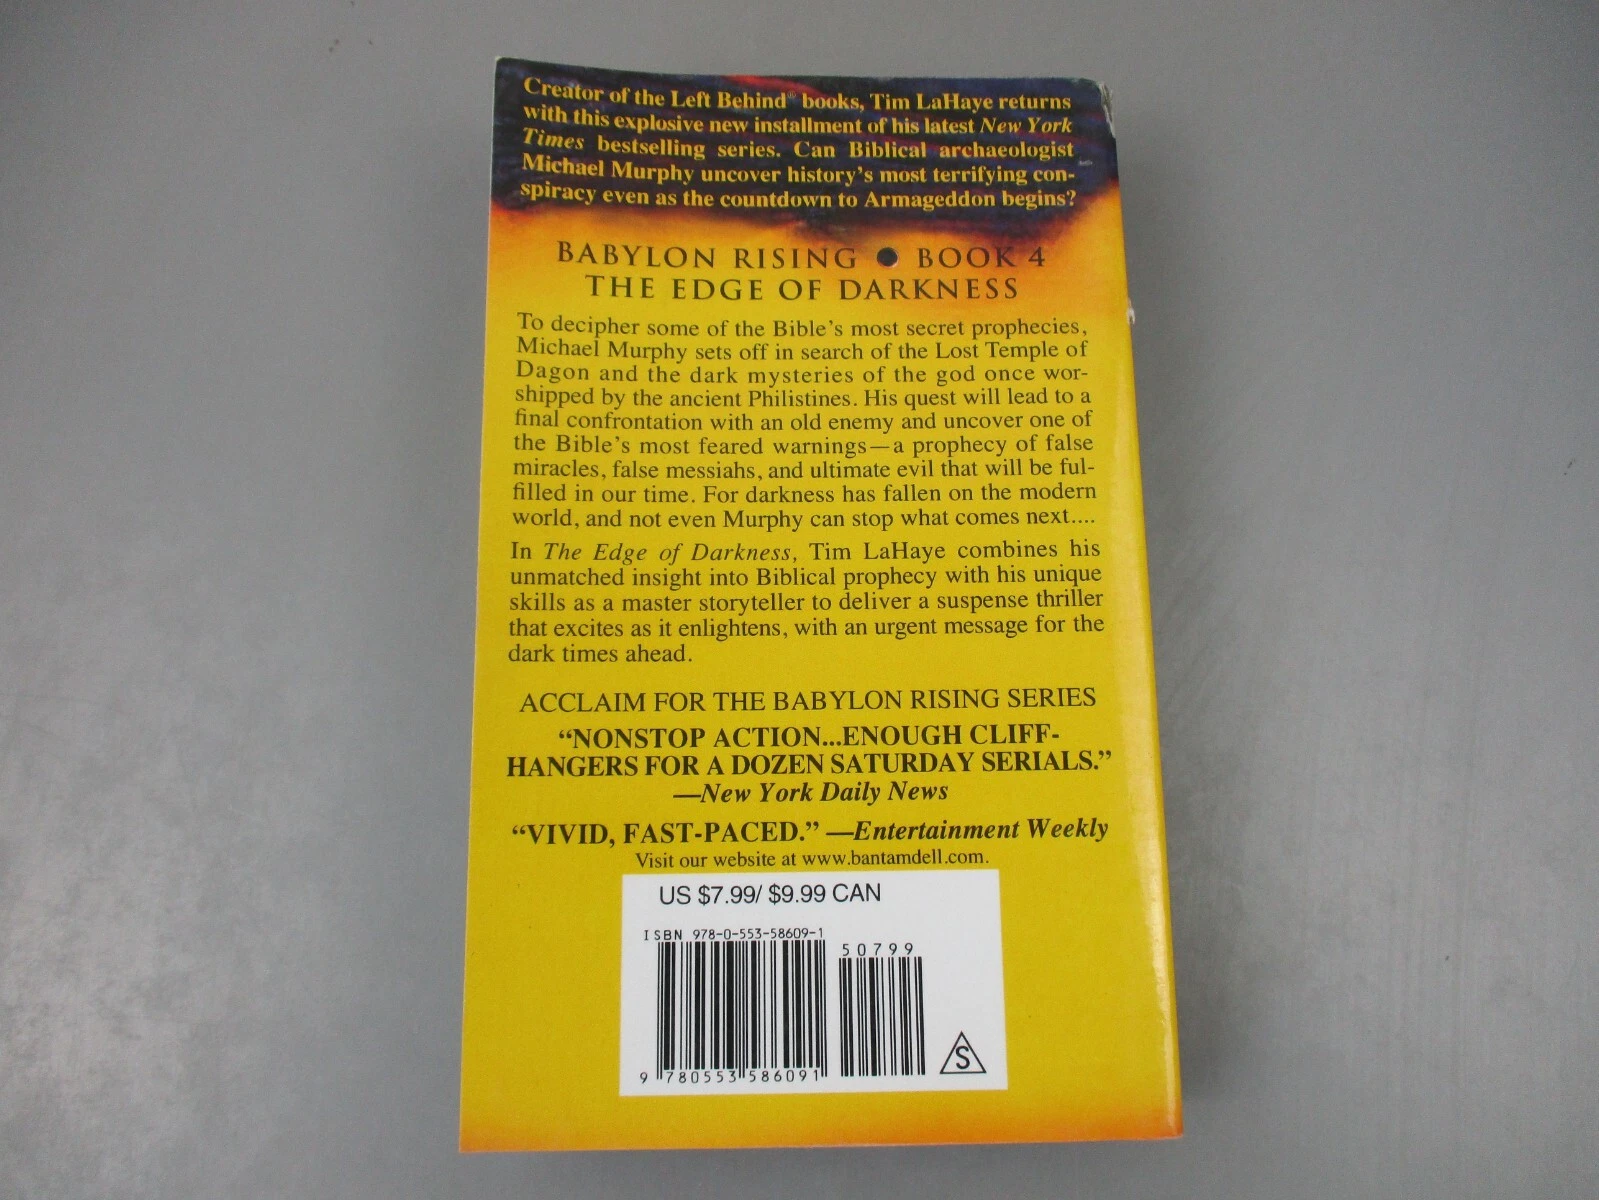 Creator of the Left Behind® books, Tim LaHaye returns
with this explosive new installment of his latest New York
Times bestselling series. Can Biblical archaeologist
Michael Murphy uncover history's most terrifying con-
spiracy even as the countdown to Armageddon begins?
BABYLON RISING ● BOOK 4
THE EDGE OF DARKNESS
To decipher some of the Bible's most secret prophecies,
Michael Murphy sets off in search of the Lost Temple of
Dagon and the dark mysteries of the god once wor-
shipped by the ancient Philistines. His quest will lead to a
final confrontation with an old enemy and uncover one of
the Bible's most feared warnings—a prophecy of false
miracles, false messiahs, and ultimate evil that will be ful-
filled in our time. For darkness has fallen on the modern
world, and not even Murphy can stop what comes next....
In The Edge of Darkness, Tim LaHaye combines his
unmatched insight into Biblical prophecy with his unique
skills as a master storyteller to deliver a suspense thriller
that excites as it enlightens, with an urgent message for the
dark times ahead.
ACCLAIM FOR THE BABYLON RISING SERIES
“NONSTOP ACTION...ENOUGH CLIFF-
HANGERS FOR A DOZEN SATURDAY SERIALS.”
—New York Daily News
“VIVID, FAST-PACED.” —Entertainment Weekly
Visit our website at www.bantamdell.com.
US $7.99/ $9.99 CAN
ISBN 978-0-553-58609-1
50799
9 780553 586091
S